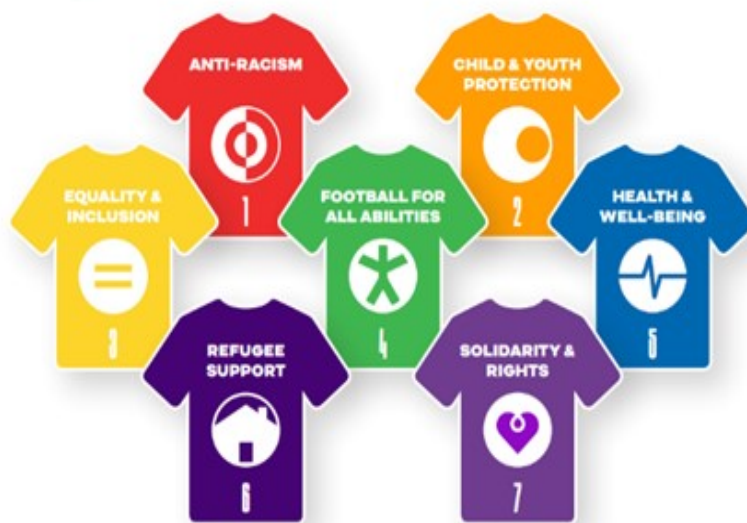 ANTI-RACISM
1
CHILD & YOUTH
PROTECTION
2
EQUALITY &
INCLUSION
3
FOOTBALL FOR
ALL ABILITIES
4
HEALTH &
WELL-BEING
5
REFUGEE
SUPPORT
6
SOLIDARITY &
RIGHTS
7